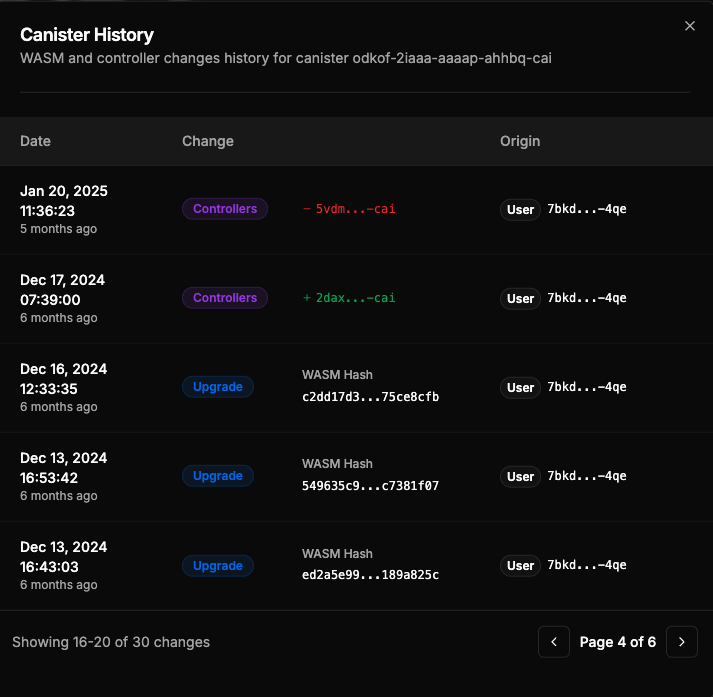 Canister History
WASM and controller changes history for canister odkof-2iaaa-aaaap-ahhbq-cai
Date Change Origin
Jan 20, 2025
11:36:23
5 months ago
Controllers − 5vdm...-cai User 7bkd...-4qe
Dec 17, 2024
07:39:00
6 months ago
Controllers + 2dax...-cai User 7bkd...-4qe
Dec 16, 2024
12:33:35
6 months ago
Upgrade
WASM Hash
c2dd17d3...75ce8cfb
User 7bkd...-4qe
Dec 13, 2024
16:53:42
6 months ago
Upgrade
WASM Hash
549635c9...c7381f07
User 7bkd...-4qe
Dec 13, 2024
16:43:03
6 months ago
Upgrade
WASM Hash
ed2a5e99...189a825c
User 7bkd...-4qe
Showing 16-20 of 30 changes
Page 4 of 6